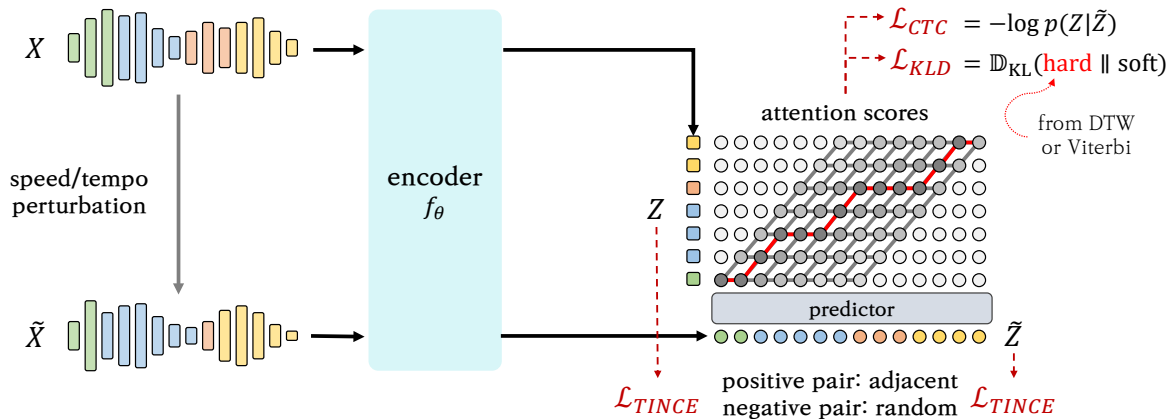 X
speed/tempo
perturbation
X̃
encoder
f_θ
ℒ_CTC = −log p(Z|Z̃)
ℒ_KLD = 𝔻_KL(hard ∥ soft)
from DTW
or Viterbi
attention scores
Z
predictor
Z̃
ℒ_TINCE
positive pair: adjacent
negative pair: random
ℒ_TINCE